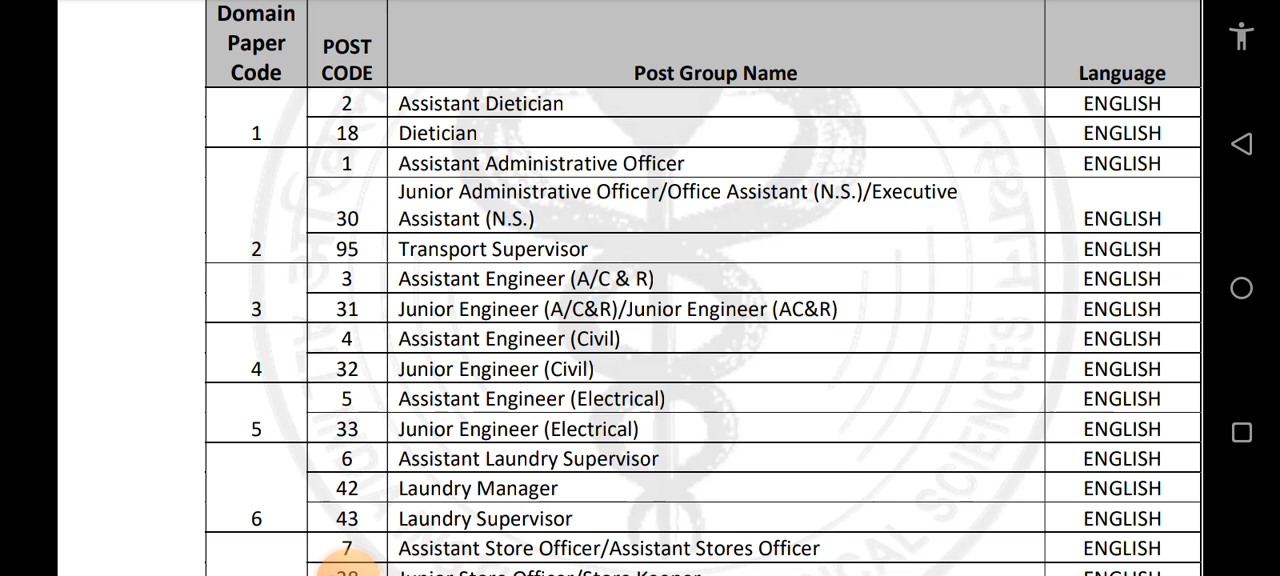 Domain Paper Code POST CODE Post Group Name Language
2 Assistant Dietician ENGLISH
1 18 Dietician ENGLISH
1 Assistant Administrative Officer ENGLISH
Junior Administrative Officer/Office Assistant (N.S.)/Executive
30 Assistant (N.S.) ENGLISH
2 95 Transport Supervisor ENGLISH
3 Assistant Engineer (A/C & R) ENGLISH
3 31 Junior Engineer (A/C&R)/Junior Engineer (AC&R) ENGLISH
4 Assistant Engineer (Civil) ENGLISH
4 32 Junior Engineer (Civil) ENGLISH
5 Assistant Engineer (Electrical) ENGLISH
5 33 Junior Engineer (Electrical) ENGLISH
6 Assistant Laundry Supervisor ENGLISH
42 Laundry Manager ENGLISH
6 43 Laundry Supervisor ENGLISH
7 Assistant Store Officer/Assistant Stores Officer ENGLISH
Junior Store Officer/Store Keeper ENGLISH